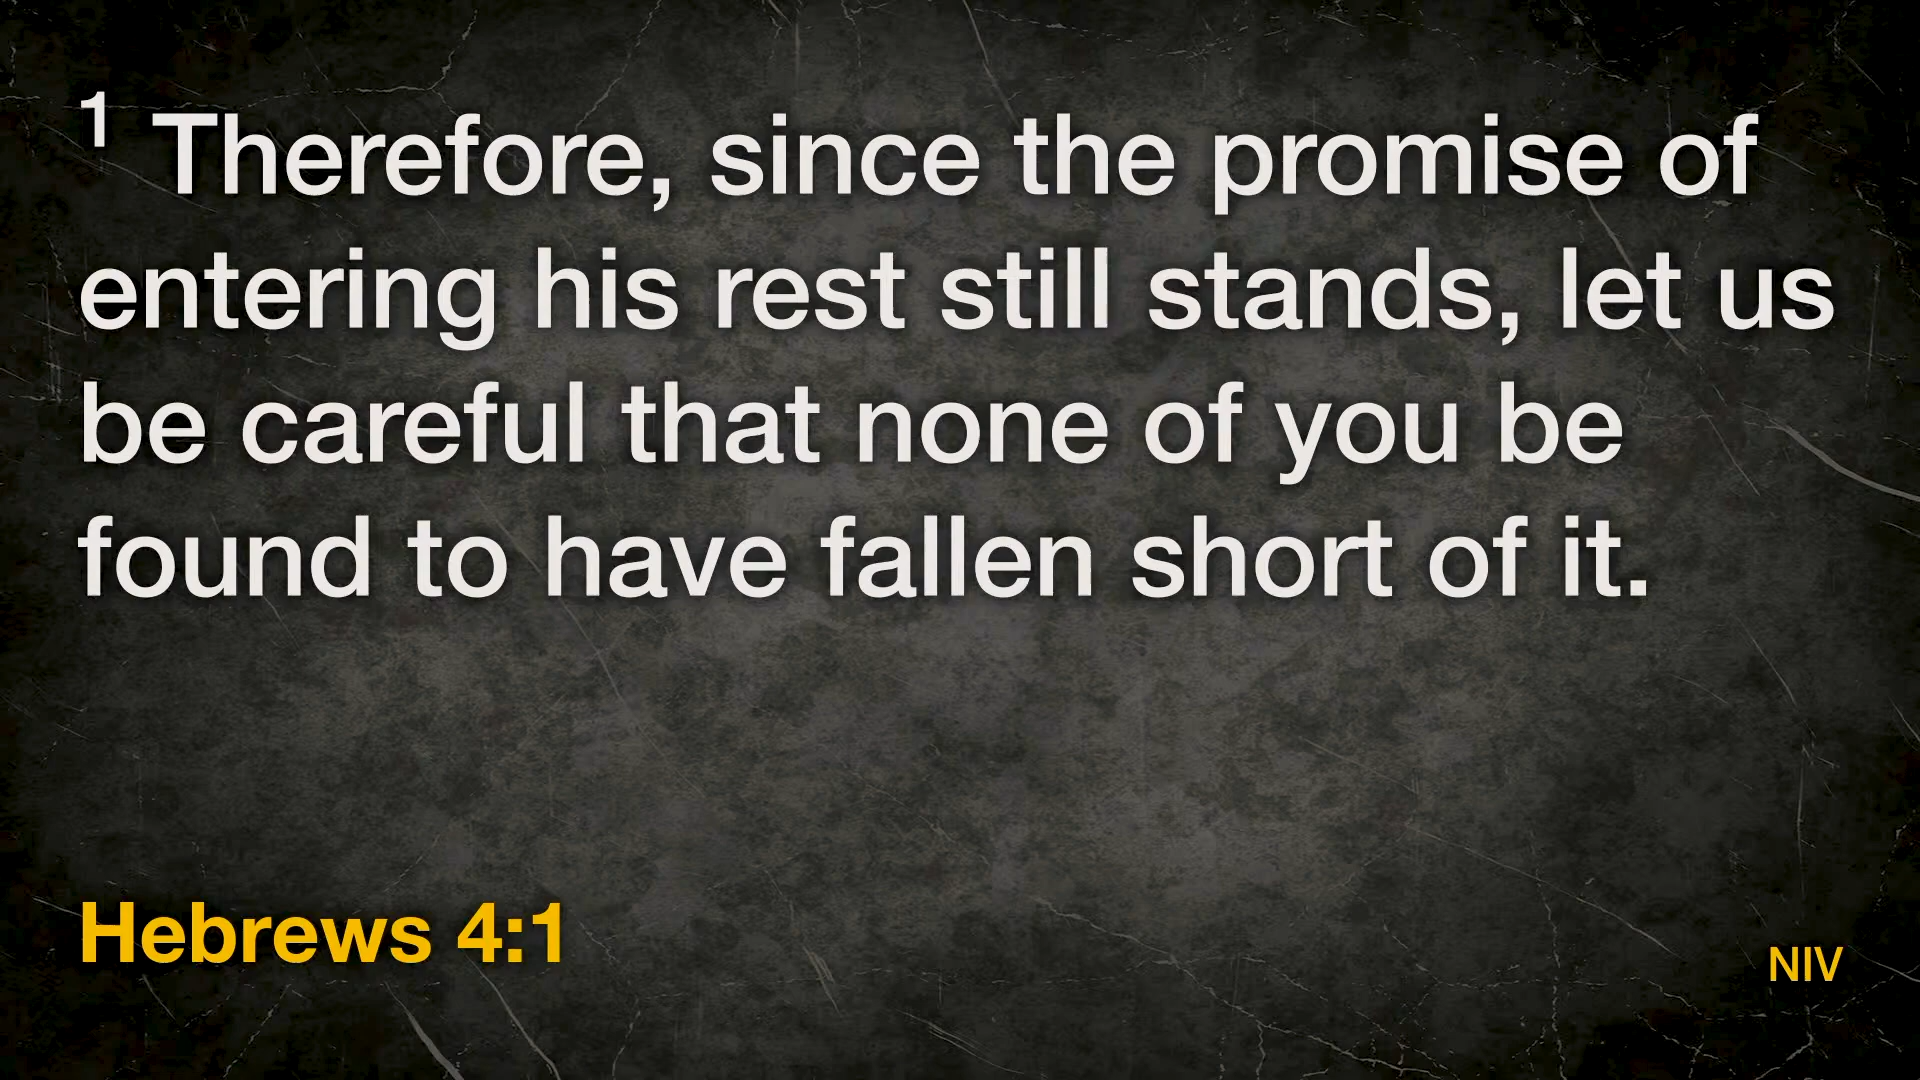 1 Therefore, since the promise of
entering his rest still stands, let us
be careful that none of you be
found to have fallen short of it.
Hebrews 4:1
NIV